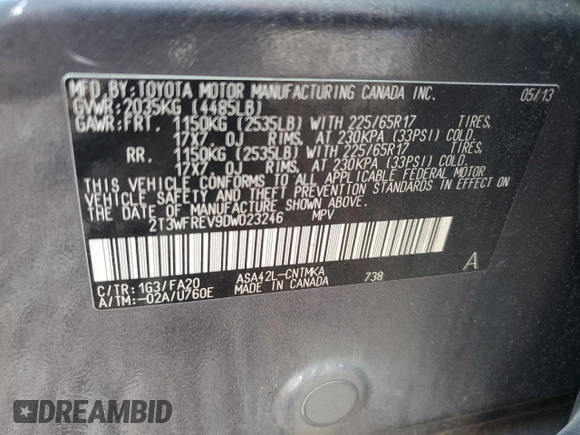 MFD.BY: TOYOTA MOTOR MANUFACTURING CANADA INC. 05/13
GVWR: 2035KG (4485LB)
GAWR: FRT. 1150KG (2535LB) WITH 225/65R17 TIRES,
17X7. 0J RIMS, AT 230KPA (33PSI) COLD.
RR. 1150KG (2535LB) WITH 225/65R17 TIRES,
17X7. 0J RIMS, AT 230KPA (33PSI) COLD.
THIS VEHICLE CONFORMS TO ALL APPLICABLE FEDERAL MOTOR
VEHICLE SAFETY AND THEFT PREVENTION STANDARDS IN EFFECT
ON THE DATE OF MANUFACTURE SHOWN ABOVE.
2T3WFREV9DW023246 MPV
C/TR: 1G3/FA20 ASA42L-CNTMKA 738 A
A/TM: -02A/U760E MADE IN CANADA
DREAMBID